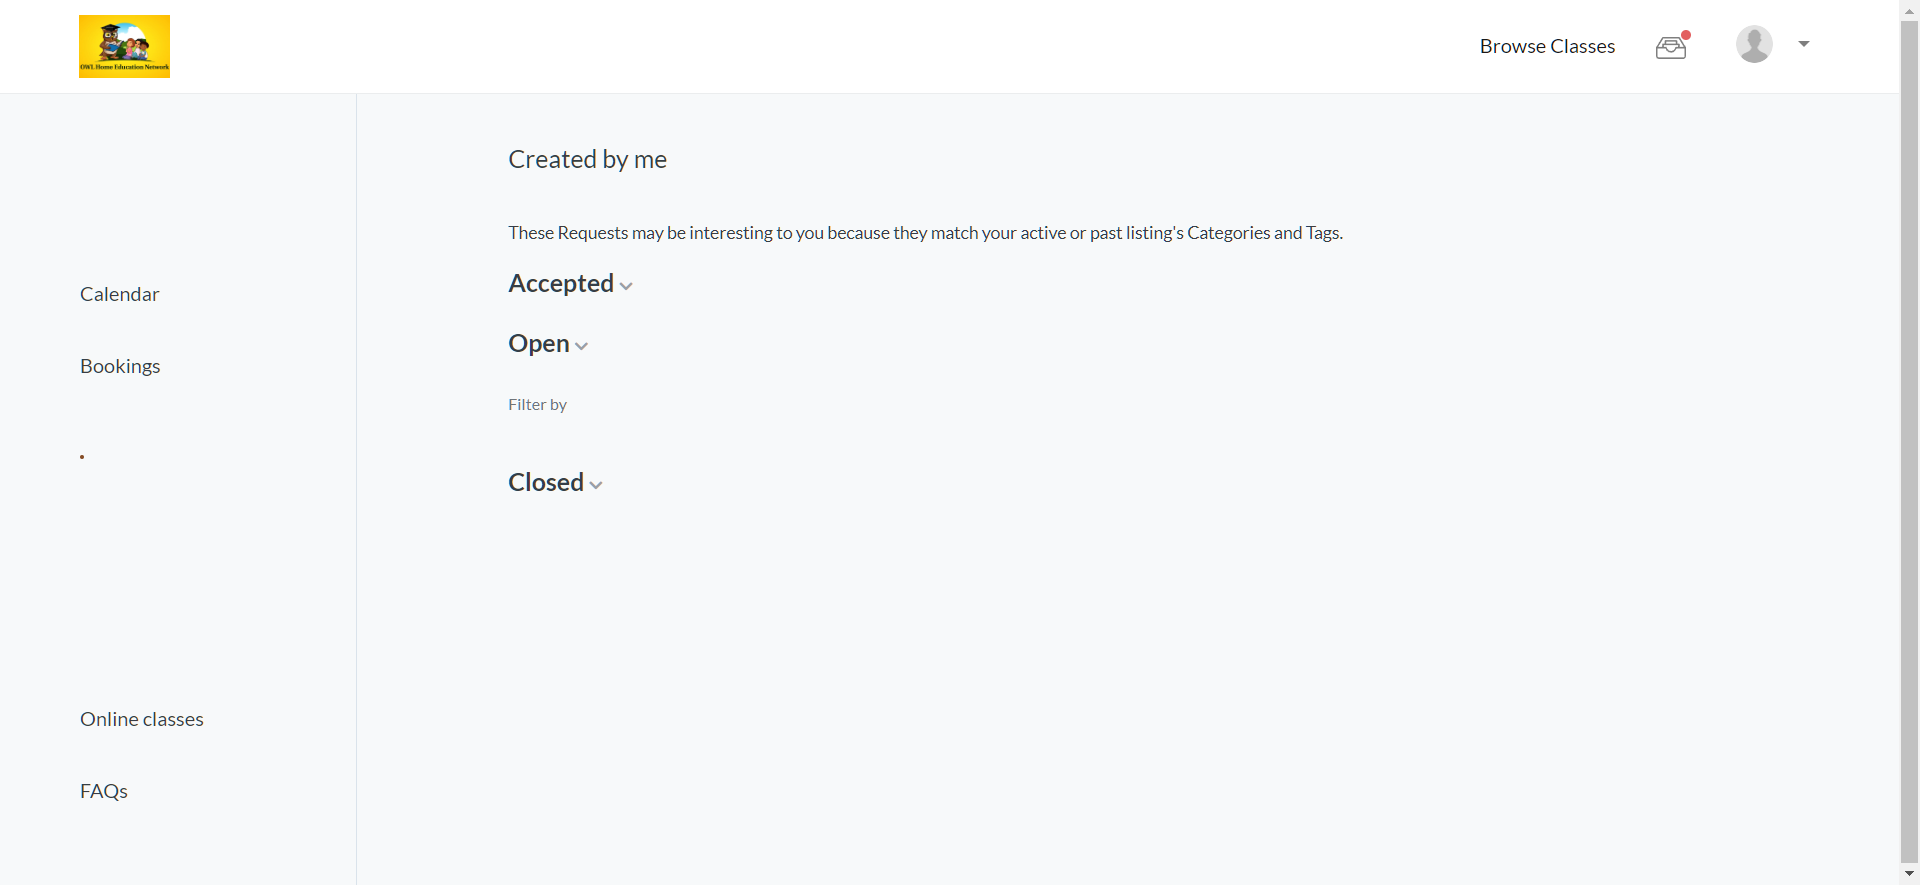 OWL Home Education Network
Browse Classes
Created by me
These Requests may be interesting to you because they match your active or past listing's Categories and Tags.
Accepted
Open
Filter by
Closed
Calendar
Bookings
Online classes
FAQs